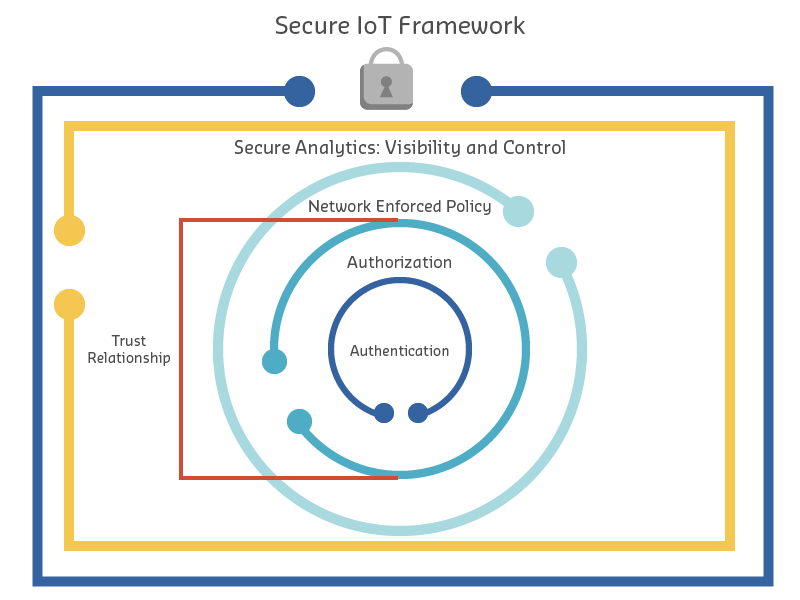 Secure IoT Framework
Secure Analytics: Visibility and Control
Network Enforced Policy
Authorization
Authentication
Trust
Relationship